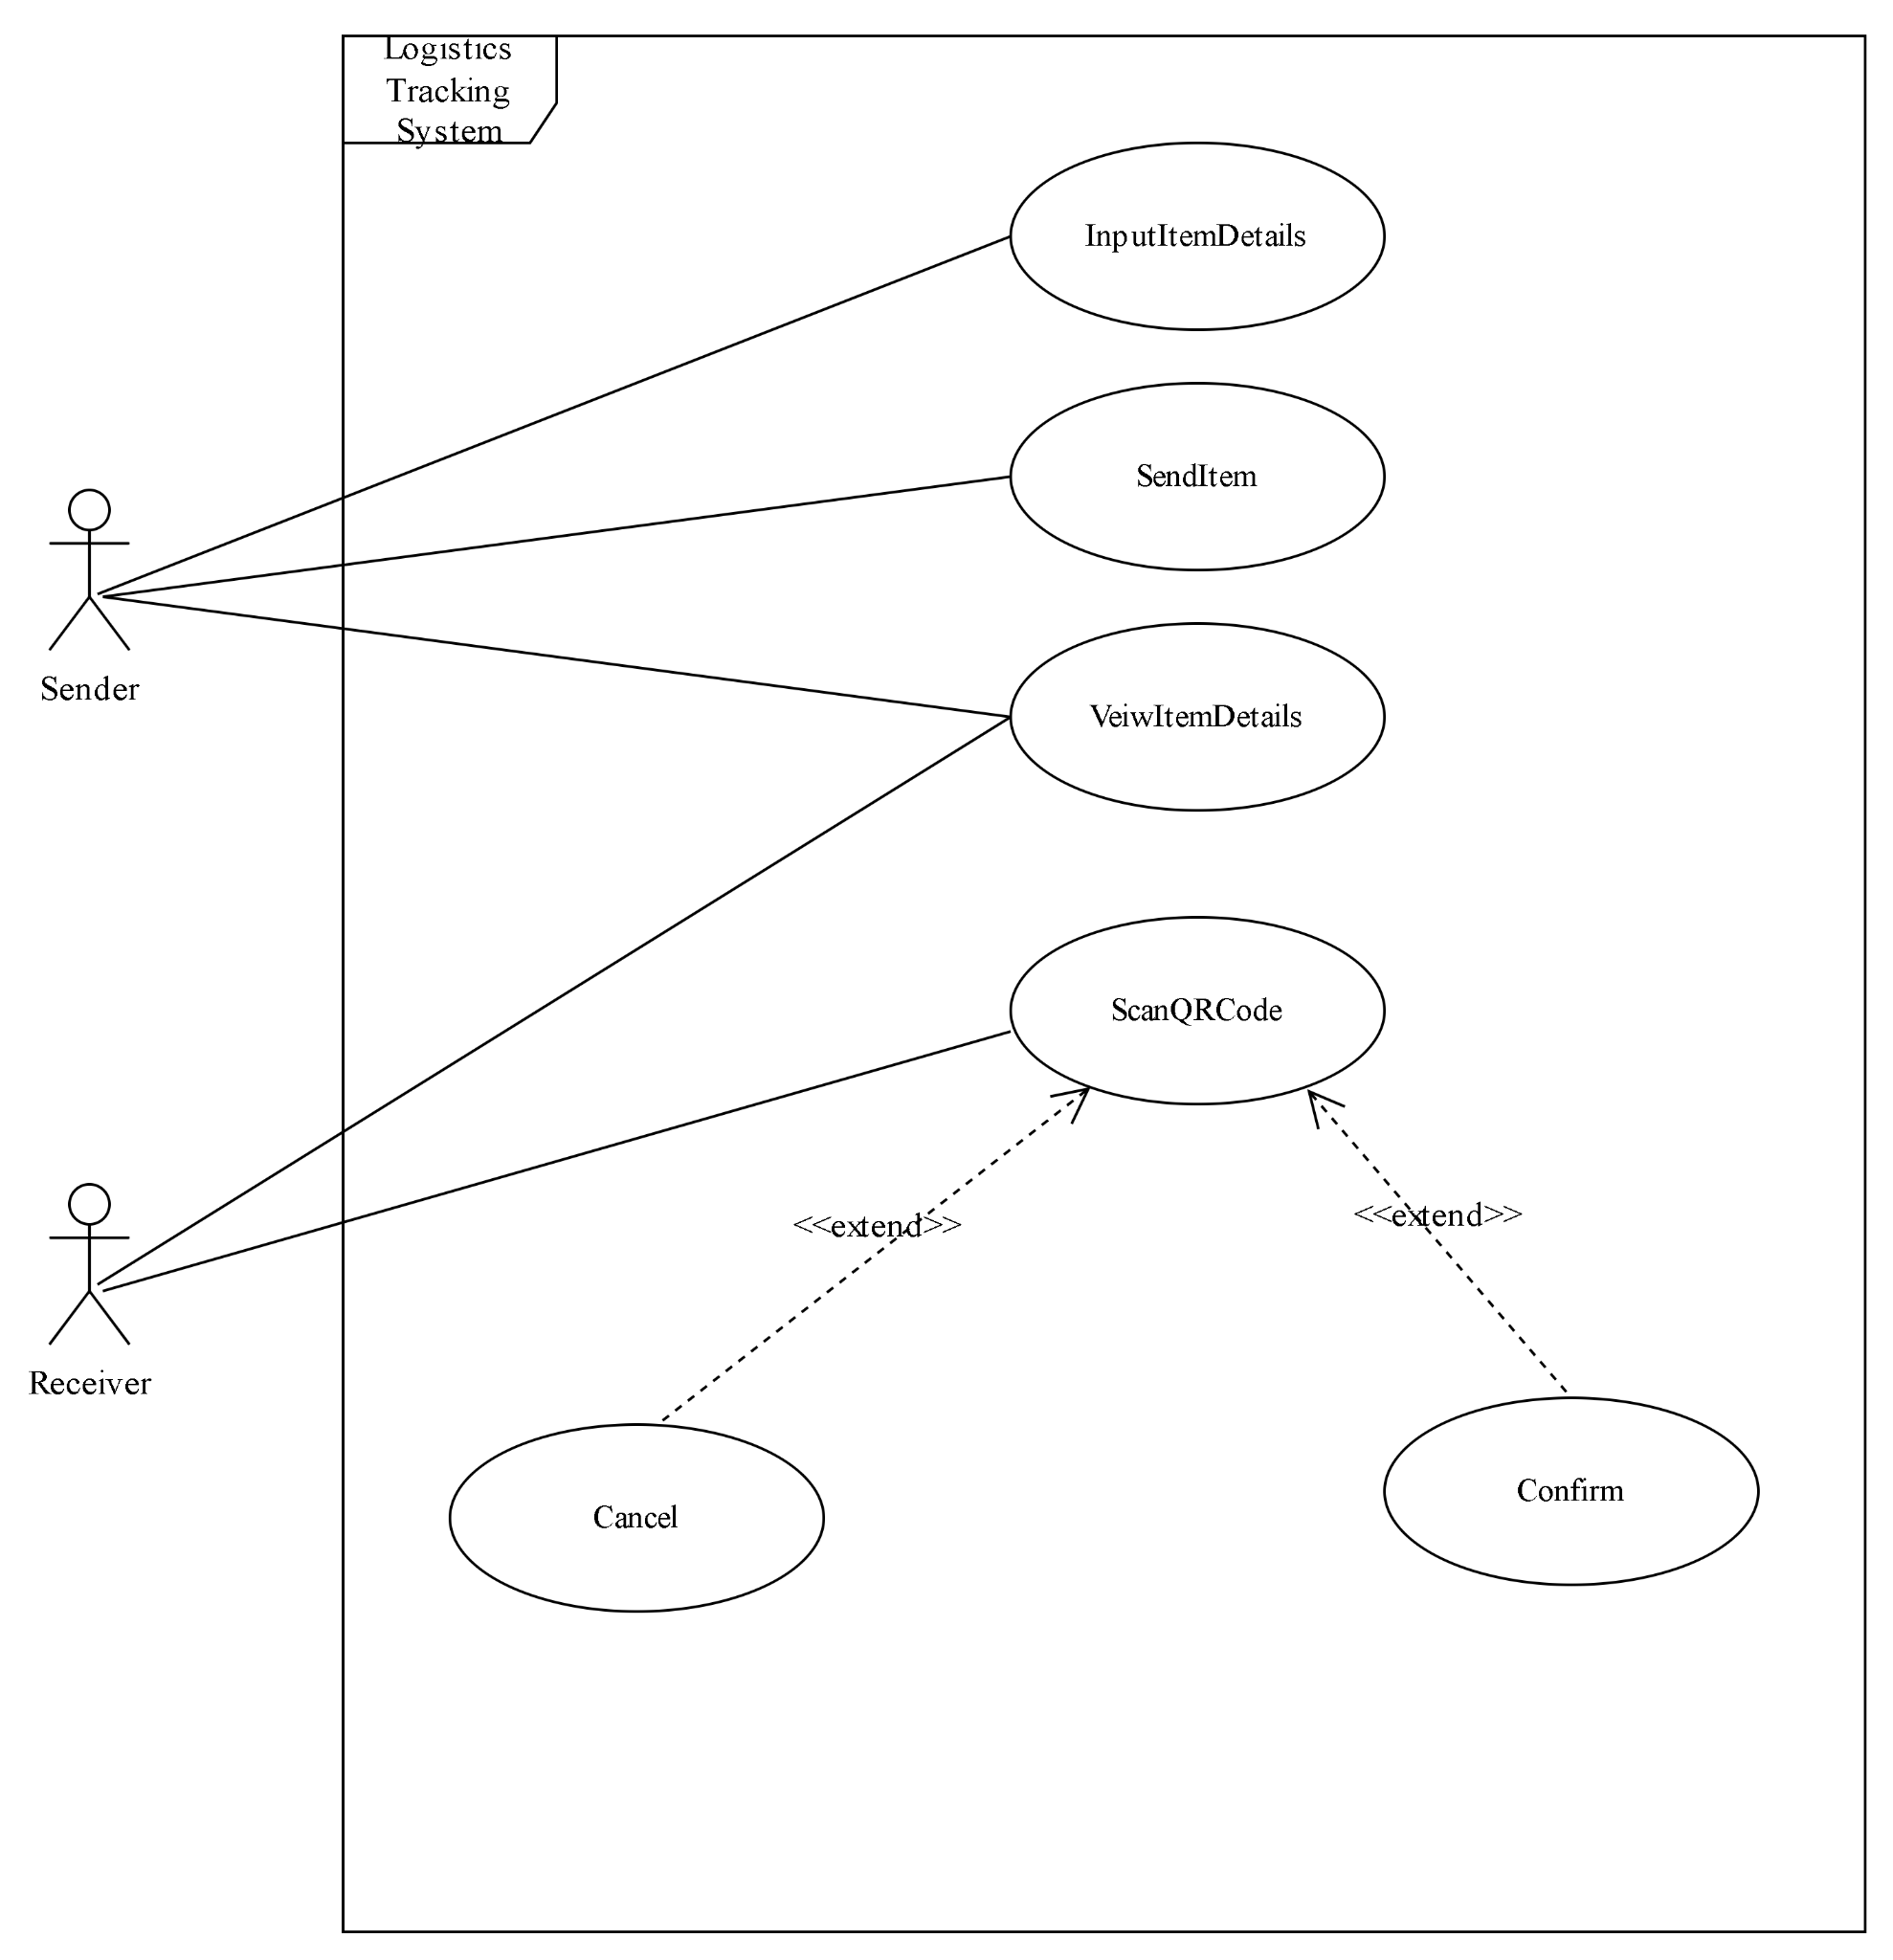 Logistics
Tracking
System
InputItemDetails
SendItem
Sender
VeiwItemDetails
ScanQRCode
<<extend>>
<<extend>>
Receiver
Confirm
Cancel